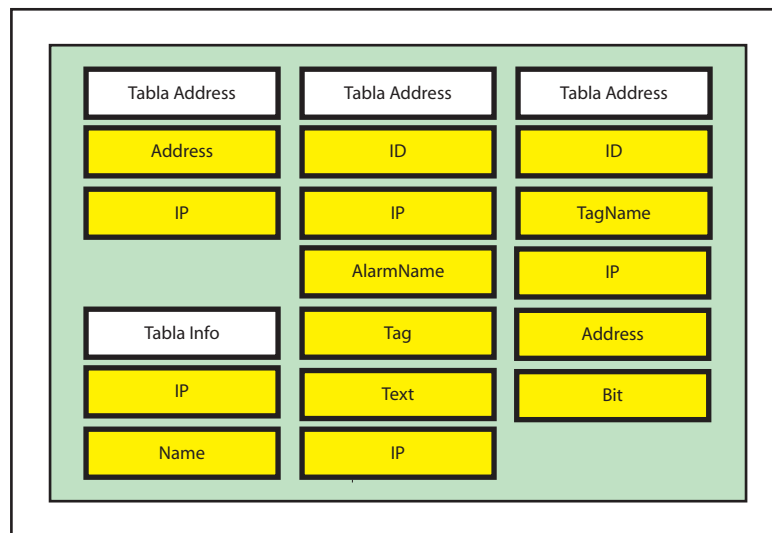 Tabla Address
Address
IP
Tabla Info
IP
Name
Tabla Address
ID
IP
AlarmName
Tag
Text
IP
Tabla Address
ID
TagName
IP
Address
Bit